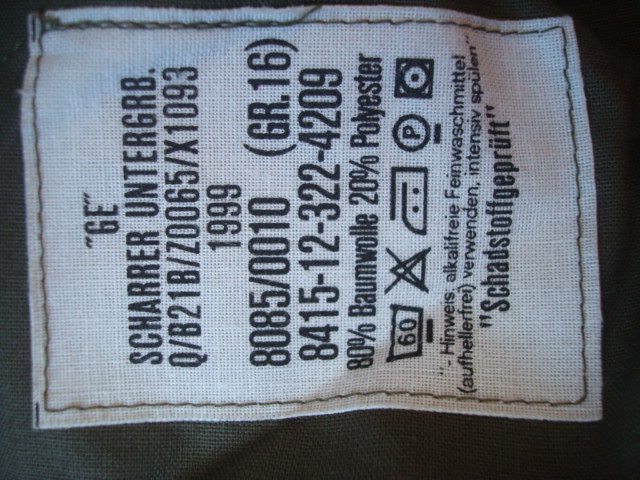 "GE"
SCHARRER UNTERGRB.
Q/B21B/Z0065/X1093
1999
8085/0010 (GR.16)
8415-12-322-4209
80% Baumwolle 20% Polyester
60 P
"- Hinweis alkalifreie Feinwaschmittel
(aufhellerfrei) verwenden, intensiv spülen"
"Schadstoffgeprüft"